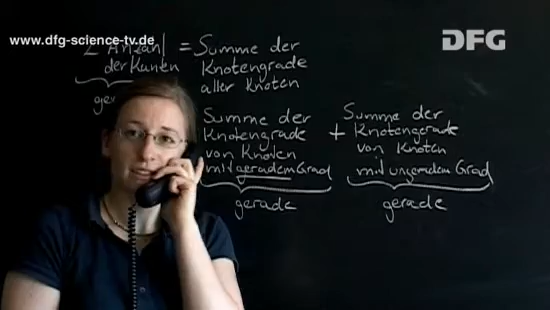 www.dfg-science-tv.de
DFG
2 Anzahl = Summe der
der Kanten Knotengrade
aller Knoten
Summe der
Knotengrade
von Knoten
mit geradem Grad
gerade
+
Summe der
Knotengerade
von Knoten
mit ungeradem Grad
gerade